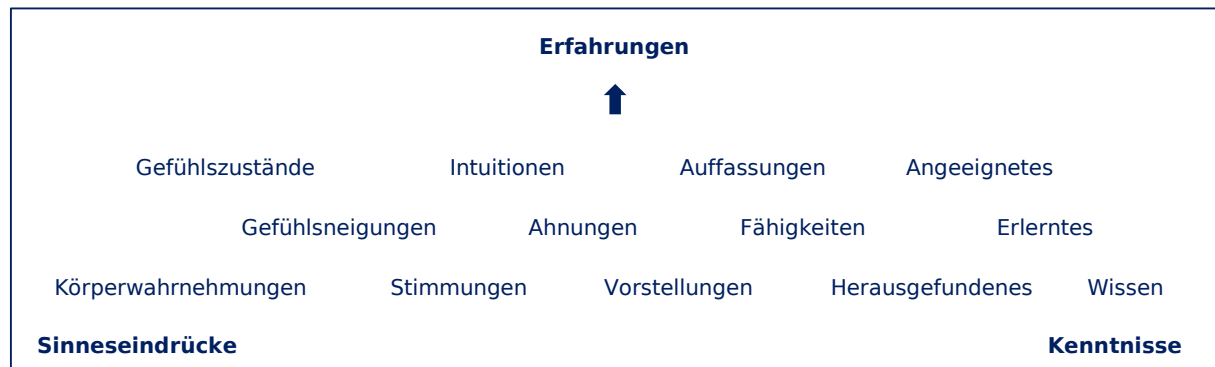 Erfahrungen
Gefühlszustände Intuitionen Auffassungen Angeeignetes
Gefühlsneigungen Ahnungen Fähigkeiten Erlerntes
Körperwahrnehmungen Stimmungen Vorstellungen Herausgefundenes Wissen
Sinneseindrücke Kenntnisse